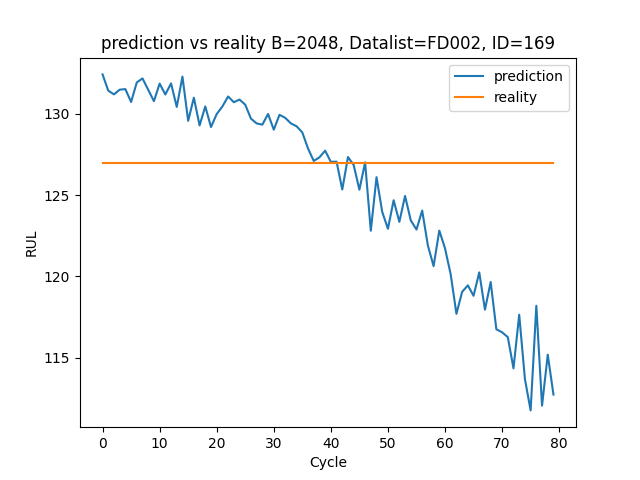 prediction vs reality B=2048, Datalist=FD002, ID=169
prediction
reality
130
125
120
115
RUL
0 10 20 30 40 50 60 70 80
Cycle